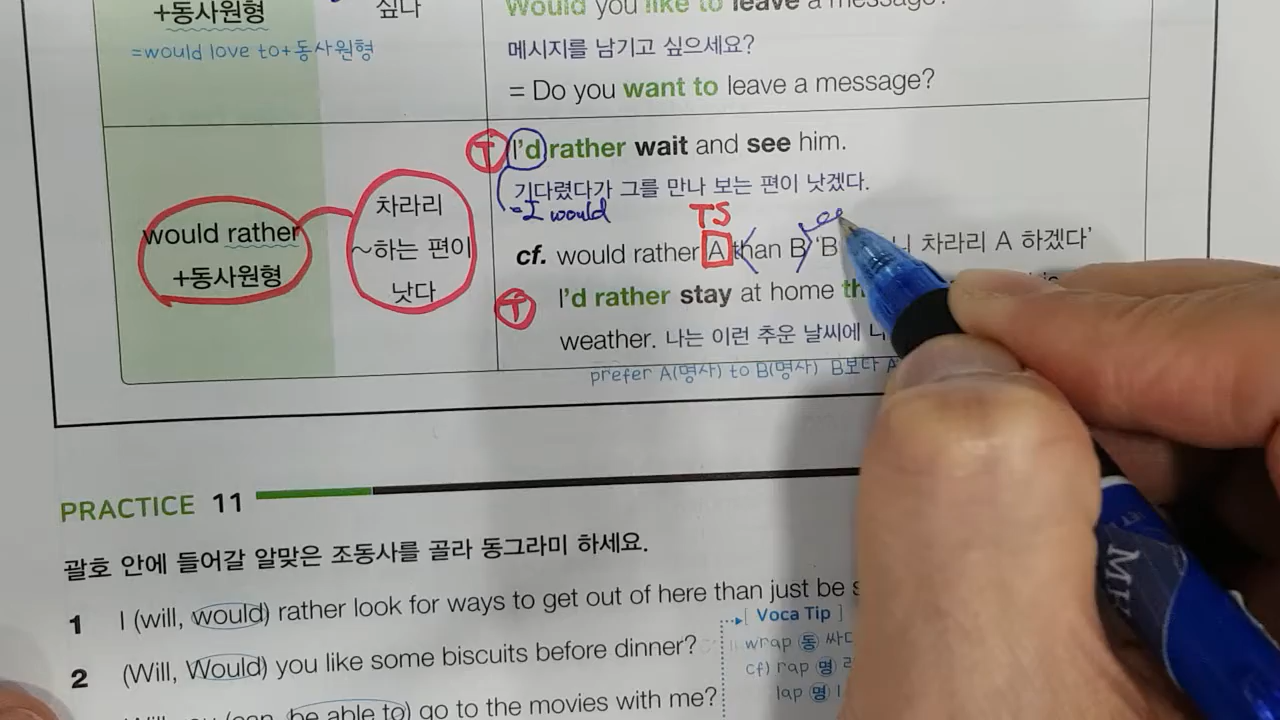 +동사원형
싶다
Would you like to leave a message?
=would love to+동사원형
메시지를 남기고 싶으세요?
= Do you want to leave a message?
T
I'd rather wait and see him.
기다렸다가 그를 만나 보는 편이 낫겠다.
=I would
TS
would rather
+동사원형
차라리
~하는 편이
낫다
cf. would rather A than B 'B 차라리 A 하겠다'
T
I'd rather stay at home
weather. 나는 이런 추운 날씨에
prefer A(명사) to B(명사) B보다 A
PRACTICE 11
괄호 안에 들어갈 알맞은 조동사를 골라 동그라미 하세요.
1 I (will, would) rather look for ways to get out of here than just be
2 (Will, Would) you like some biscuits before dinner?
you (can, be able to) go to the movies with me?
[ Voca Tip ]
wrap 동 싸다
cf) rap 명
lap 명